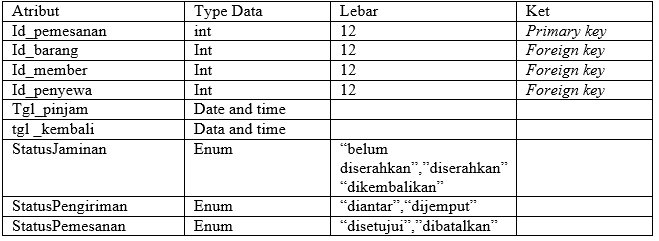 Atribut Type Data Lebar Ket
Id_pemesanan int 12 Primary key
Id_barang Int 12 Foreign key
Id_member Int 12 Foreign key
Id_penyewa Int 12 Foreign key
Tgl_pinjam Date and time
tgl _kembali Data and time
StatusJaminan Enum “belum
diserahkan”,”diserahkan”
“dikembalikan”
StatusPengiriman Enum “diantar”,“dijemput”
StatusPemesanan Enum “disetujui”,”dibatalkan”